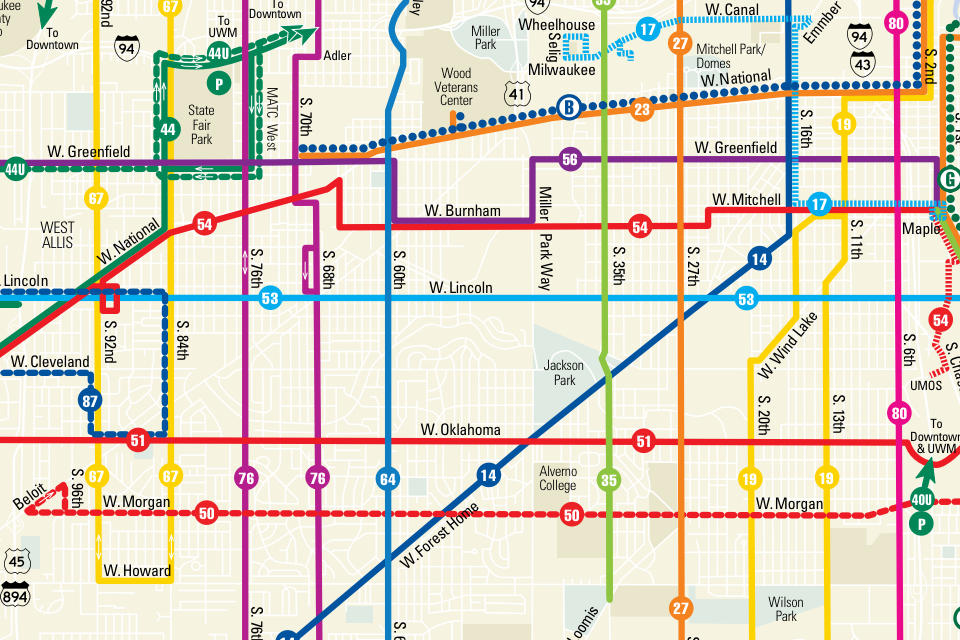 67
92nd
To
Downtown
94
To
UWM
To
Downtown
44U
P
Adler
44
State
Fair
Park
MATC West
S. 70th
Miller
Park
Wood
Veterans
Center
41
94
Wheelhouse
Selig
Milwaukee
17
35
27
W. Canal
Emmber
94
43
80
S. 2nd
Mitchell Park/
Domes
W. National
B
23
S. 16th
19
W. Greenfield
44U
67
56
W. Greenfield
G
WEST
ALLIS
W. National
54
W. Burnham
Miller Park Way
54
W. Mitchell
17
Maple
S. 76th
S. 68th
S. 60th
S. 35th
S. 27th
14
S. 11th
Lincoln
53
W. Lincoln
53
54
S. 92nd
S. 84th
W. Cleveland
87
Jackson
Park
W. Wind Lake
S. 6th
UMOS
S. 20th
S. 13th
80
To
Downtown
& UWM
51
W. Oklahoma
51
S. 96th
Beloit
67
67
76
76
64
14
Alverno
College
35
19
19
40U
P
W. Morgan
50
50
W. Morgan
W. Forest Home
45
894
W. Howard
S. 76th
14
Loomis
27
Wilson
Park